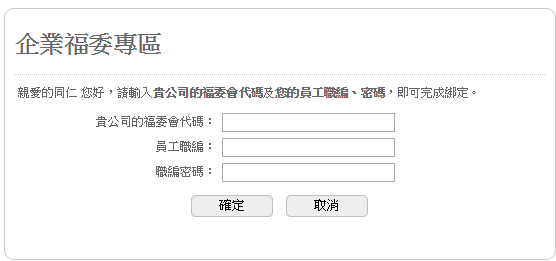 企業福委專區
親愛的同仁 您好，請輸入貴公司的福委會代碼及您的員工職編、密碼，即可完成綁定。
貴公司的福委會代碼：
員工職編：
職編密碼：
確定 取消